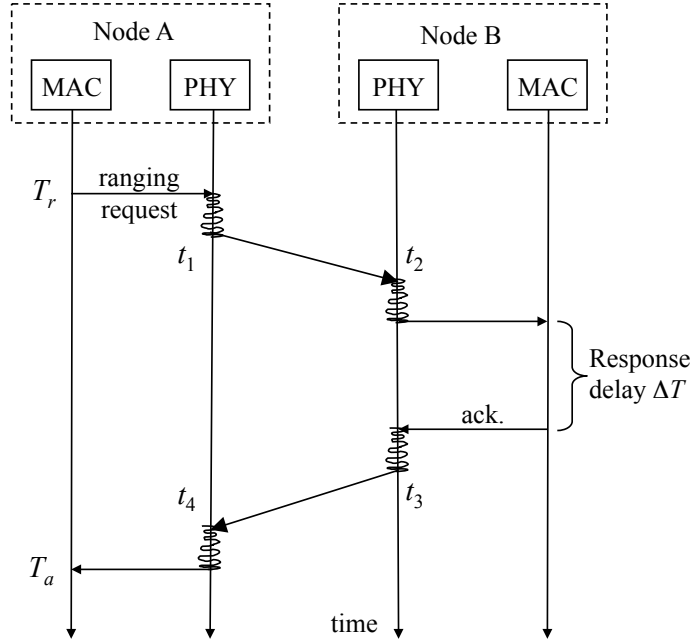 Node A
Node B
MAC
PHY
PHY
MAC
T_r
ranging
request
t_1
t_2
Response
delay ΔT
ack.
t_4
t_3
T_a
time